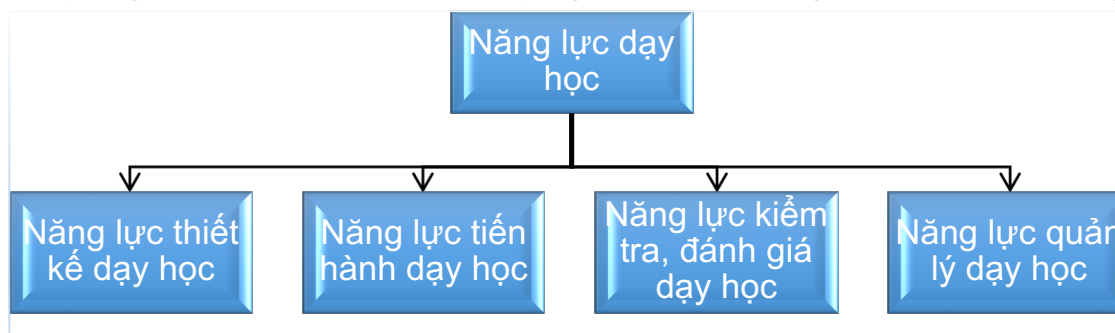 Năng lực dạy
học
Năng lực thiết
kế dạy học
Năng lực tiến
hành dạy học
Năng lực kiểm
tra, đánh giá
dạy học
Năng lực quản
lý dạy học